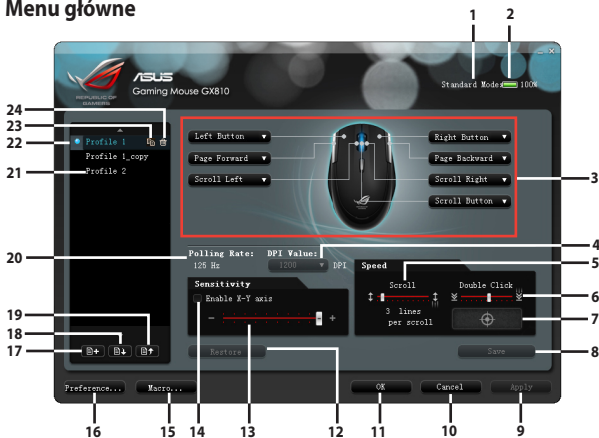 Menu główne
1
2
REPUBLIC OF
GAMERS
ASUS
Gaming Mouse GX810
Standard Mode:
100%
24
23
22
21
Profile 1
Profile 1_copy
Profile 2
Left Button
Page Forward
Scroll Left
Right Button
Page Backward
Scroll Right
Scroll Button
3
20
Polling Rate:
125 Hz
DPI Value:
1200
DPI
4
Sensitivity
Enable X-Y axis
- +
Speed
5
Scroll
3 lines
per scroll
Double Click
6
7
19
18
17
Restore
Save
8
Preference...
Macro...
OK
Cancel
Apply
16
15
14
13
12
11
10
9